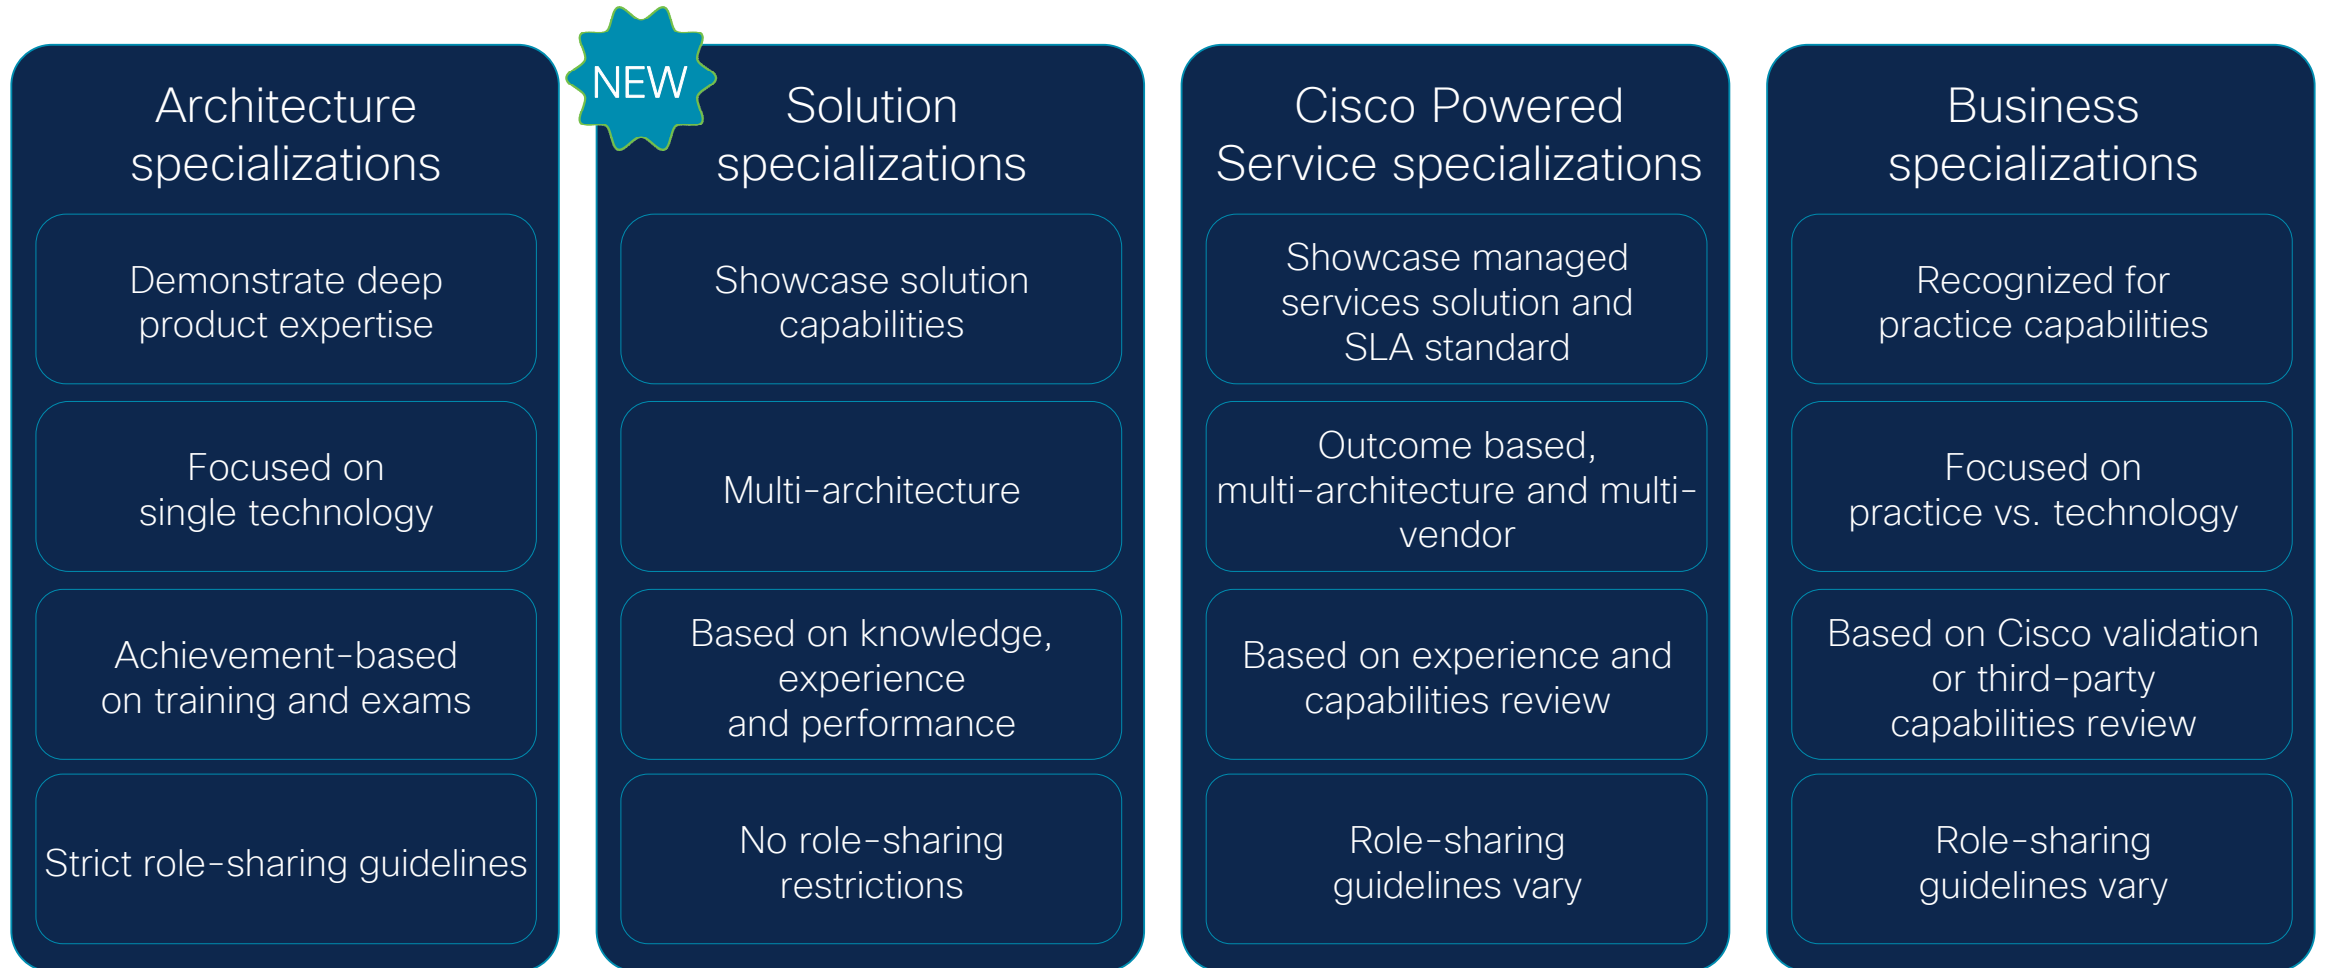 Architecture
specializations
Demonstrate deep
product expertise
Focused on
single technology
Achievement-based
on training and exams
Strict role-sharing guidelines
NEW
Solution
specializations
Showcase solution
capabilities
Multi-architecture
Based on knowledge,
experience
and performance
No role-sharing
restrictions
Cisco Powered
Service specializations
Showcase managed
services solution and
SLA standard
Outcome based,
multi-architecture and multi-
vendor
Based on experience and
capabilities review
Role-sharing
guidelines vary
Business
specializations
Recognized for
practice capabilities
Focused on
practice vs. technology
Based on Cisco validation
or third-party
capabilities review
Role-sharing
guidelines vary